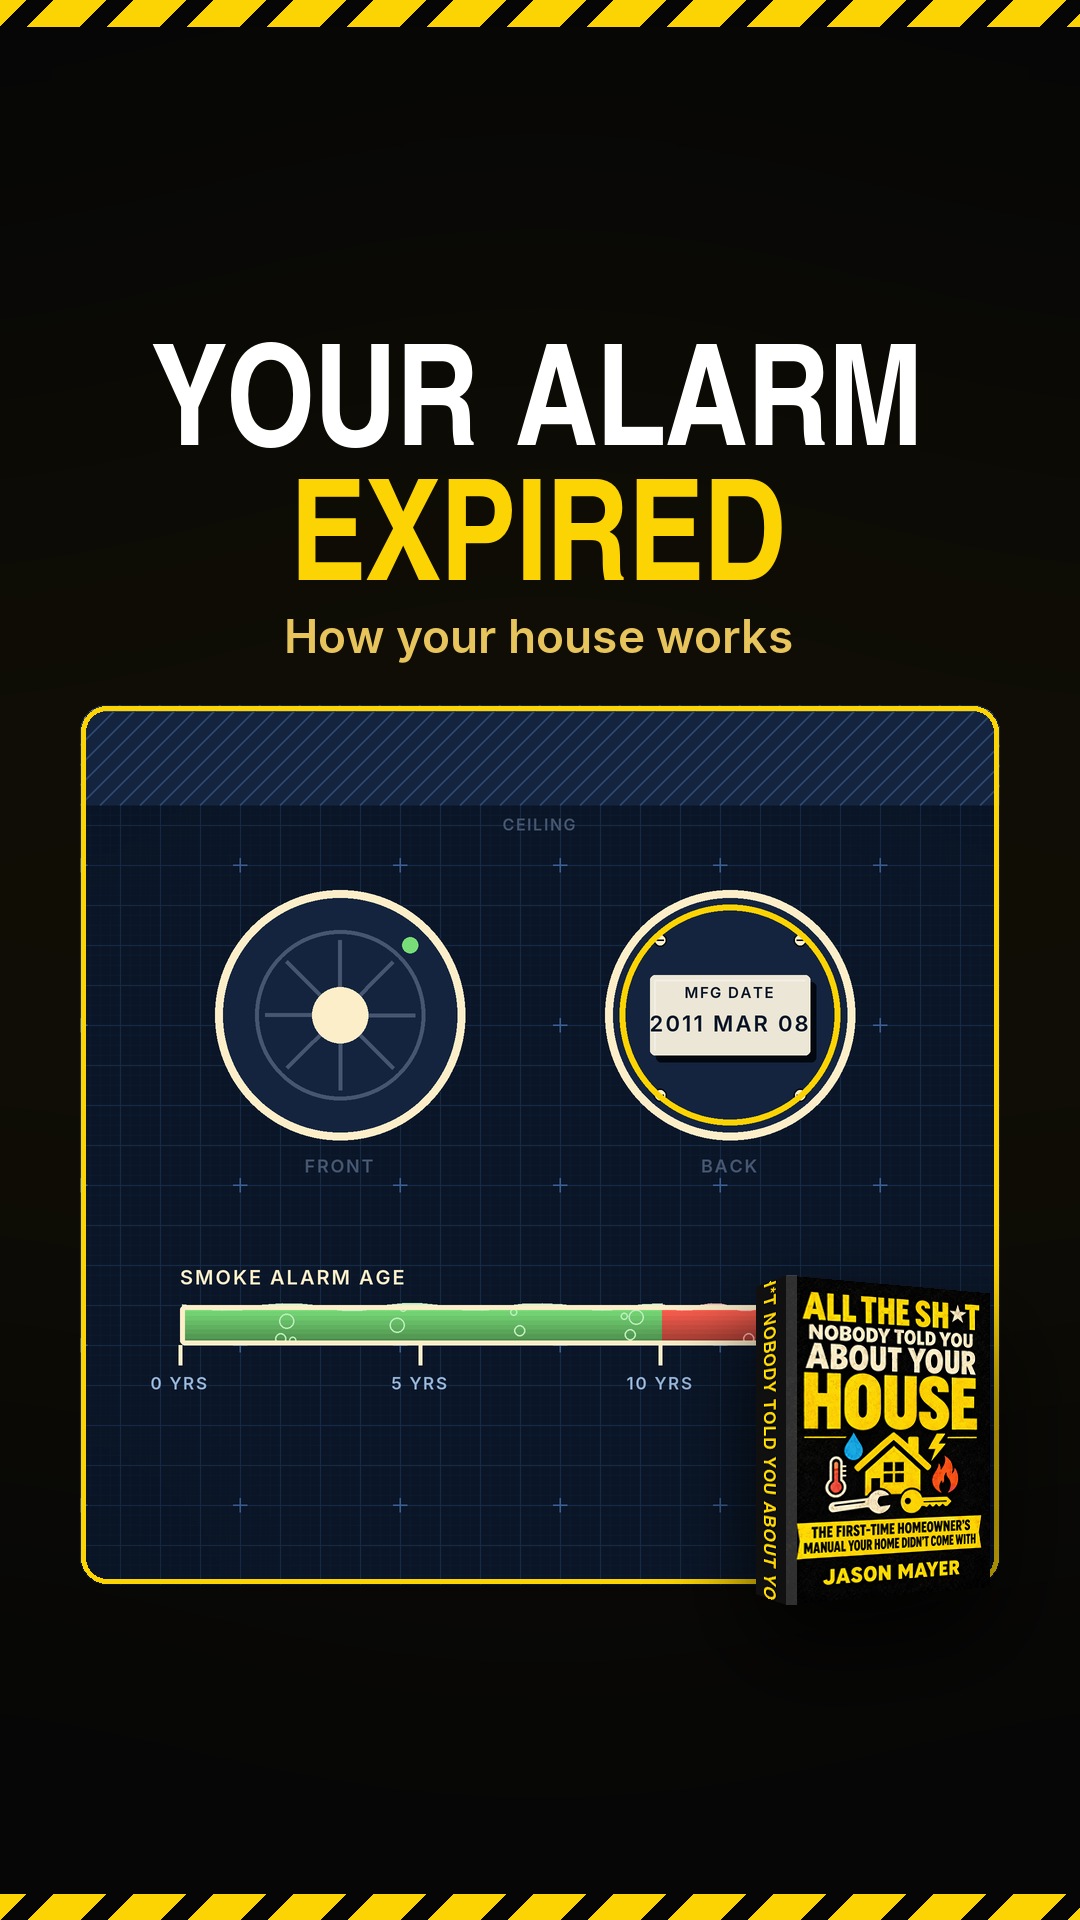 YOUR ALARM
EXPIRED
How your house works
CEILING
MFG DATE
2011 MAR 08
FRONT
BACK
SMOKE ALARM AGE
0 YRS
5 YRS
10 YRS
NOBODY TOLD YOU ABOUT
ALL THE SH★T
NOBODY TOLD YOU
ABOUT YOUR
HOUSE
THE FIRST-TIME HOMEOWNER'S
MANUAL YOUR HOME DIDN'T COME WITH
JASON MAYER